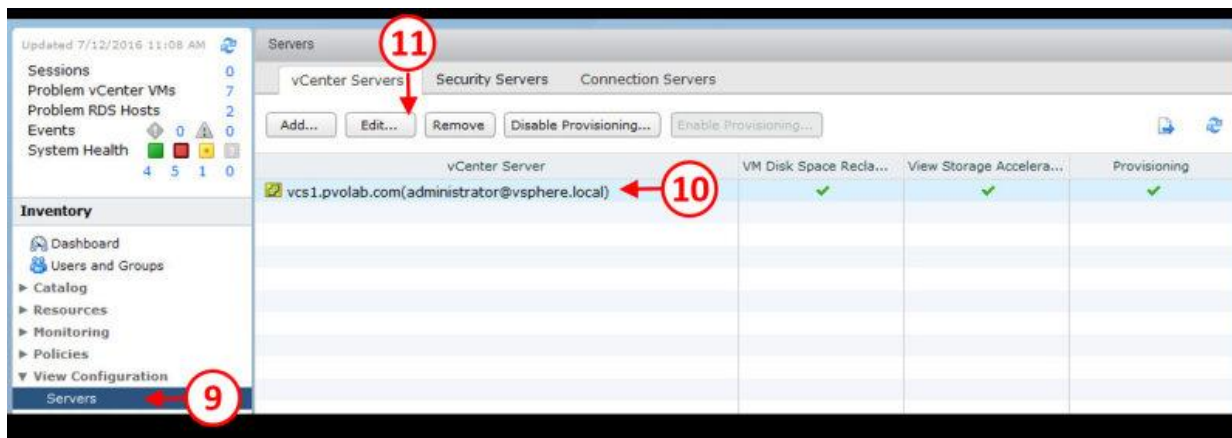 Updated 7/12/2016 11:08 AM
Sessions 0
Problem vCenter VMs 7
Problem RDS Hosts 2
Events 0 0
System Health
4 5 1 0
Inventory
Dashboard
Users and Groups
Catalog
Resources
Monitoring
Policies
View Configuration
Servers
9
Servers
11
vCenter Servers Security Servers Connection Servers
Add... Edit... Remove Disable Provisioning... Enable Provisioning...
vCenter Server VM Disk Space Recla... View Storage Accelera... Provisioning
vcs1.pvolab.com(administrator@vsphere.local)
10